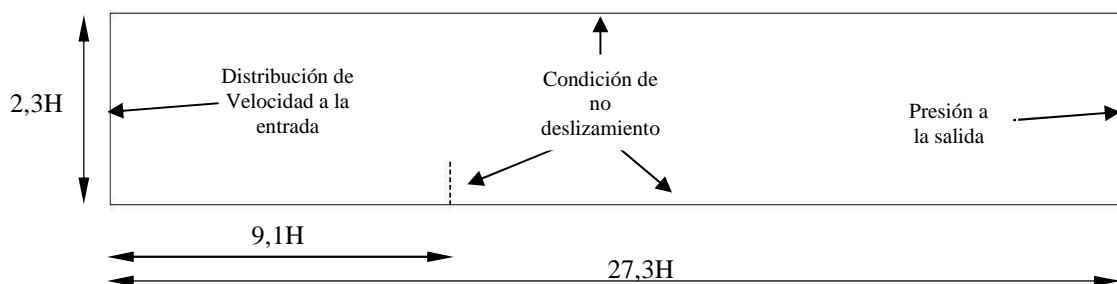 2,3H
Distribución de
Velocidad a la
entrada
Condición de
no
deslizamiento
Presión a
la salida
9,1H
27,3H